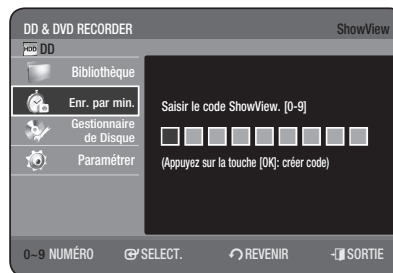 DD & DVD RECORDER
ShowView
HDD DD
Bibliothèque
Enr. par min.
Gestionnaire
de Disque
Paramétrer
Saisir le code ShowView. [0-9]
(Appuyez sur la touche [OK]: créer code)
0~9 NUMÉRO SELECT. REVENIR SORTIE